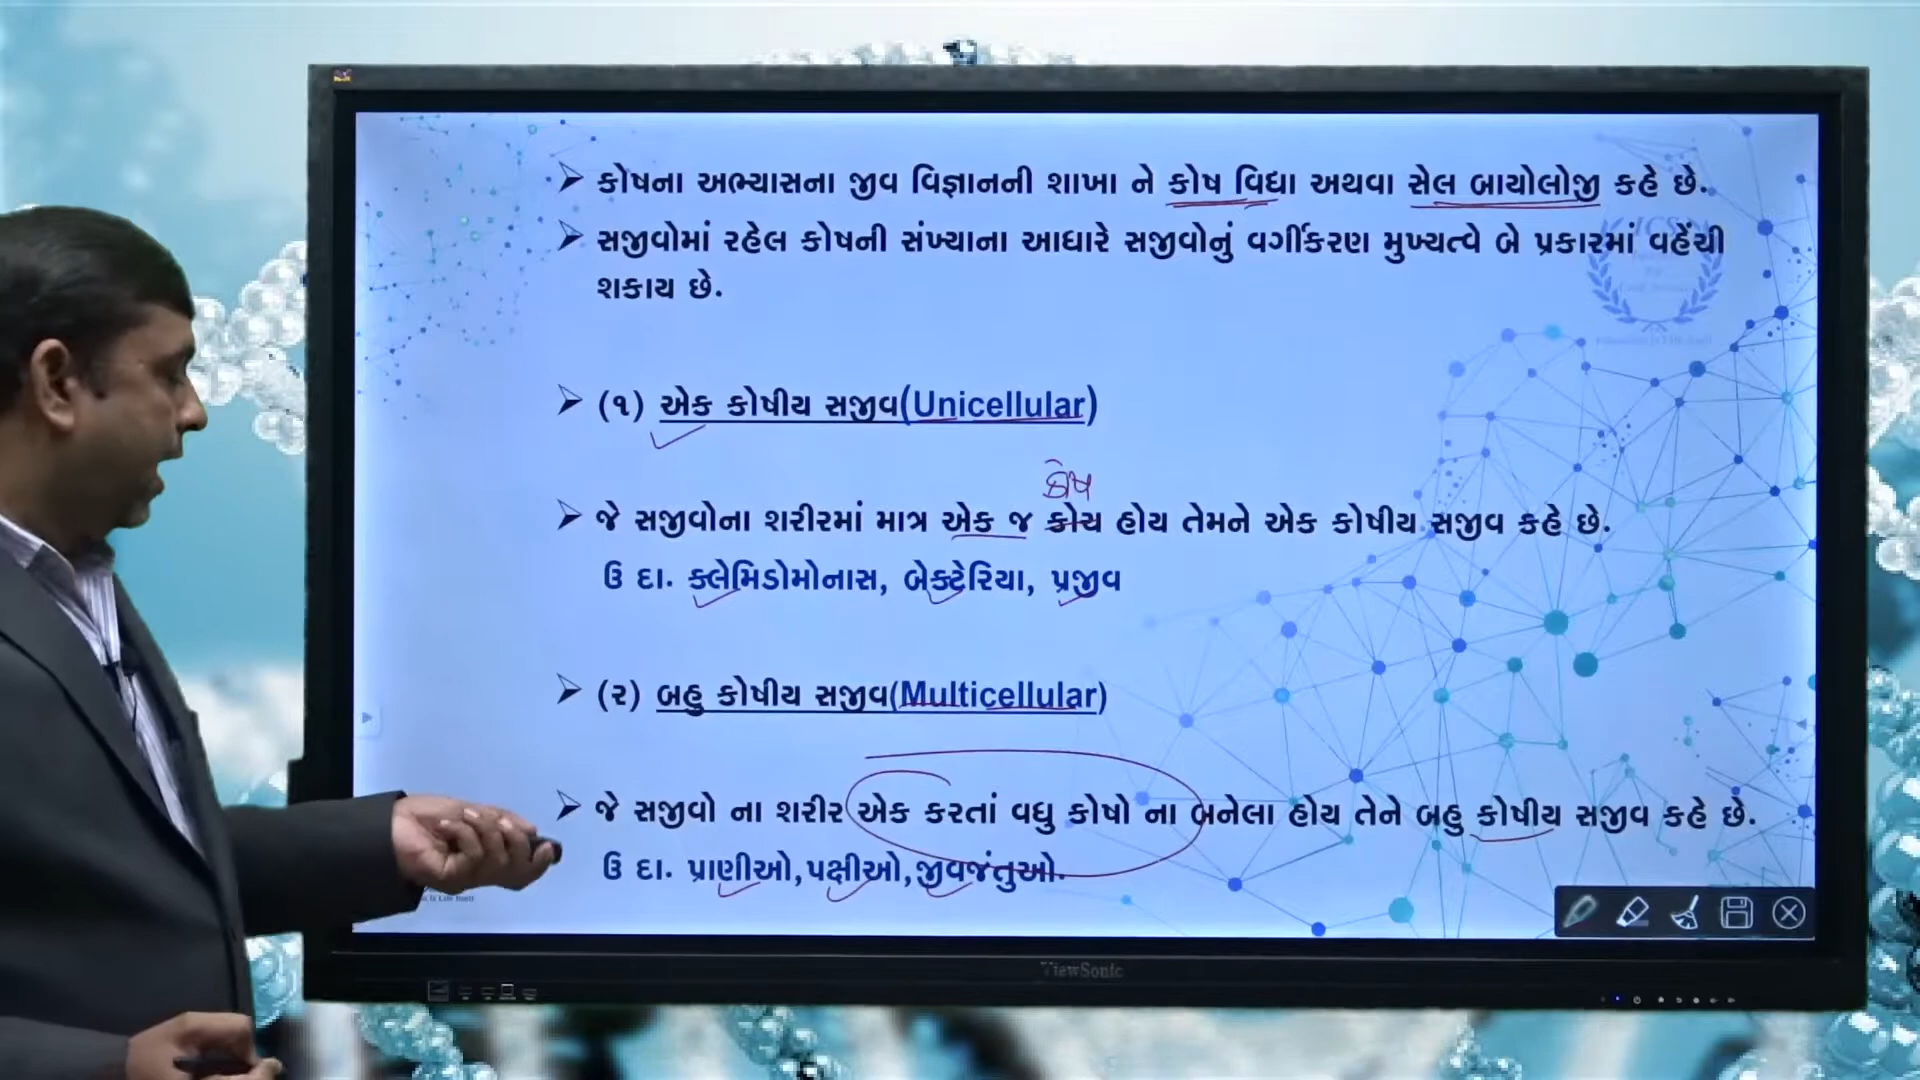 કોષના અભ્યાસના જીવ વિજ્ઞાનની શાખા ને કોષ વિદ્યા અથવા સેલ બાયોલોજી કહે છે.
સજીવોમાં રહેલ કોષની સંખ્યાના આધારે સજીવોનું વર્ગીકરણ મુખ્યત્વે બે પ્રકારમાં વહેંચી
શકાય છે.
(૧) એક કોષીય સજીવ(Unicellular)
કોષ
જે સજીવોના શરીરમાં માત્ર એક જ કોય હોય તેમને એક કોષીય સજીવ કહે છે.
ઉ દા. ક્લેમિડોમોનાસ, બેક્ટેરિયા, પ્રજીવ
(૨) બહુ કોષીય સજીવ(Multicellular)
જે સજીવો ના શરીર એક કરતાં વધુ કોષો ના બનેલા હોય તેને બહુ કોષીય સજીવ કહે છે.
ઉ દા. પ્રાણીઓ,પક્ષીઓ,જીવજંતુઓ.
ViewSonic